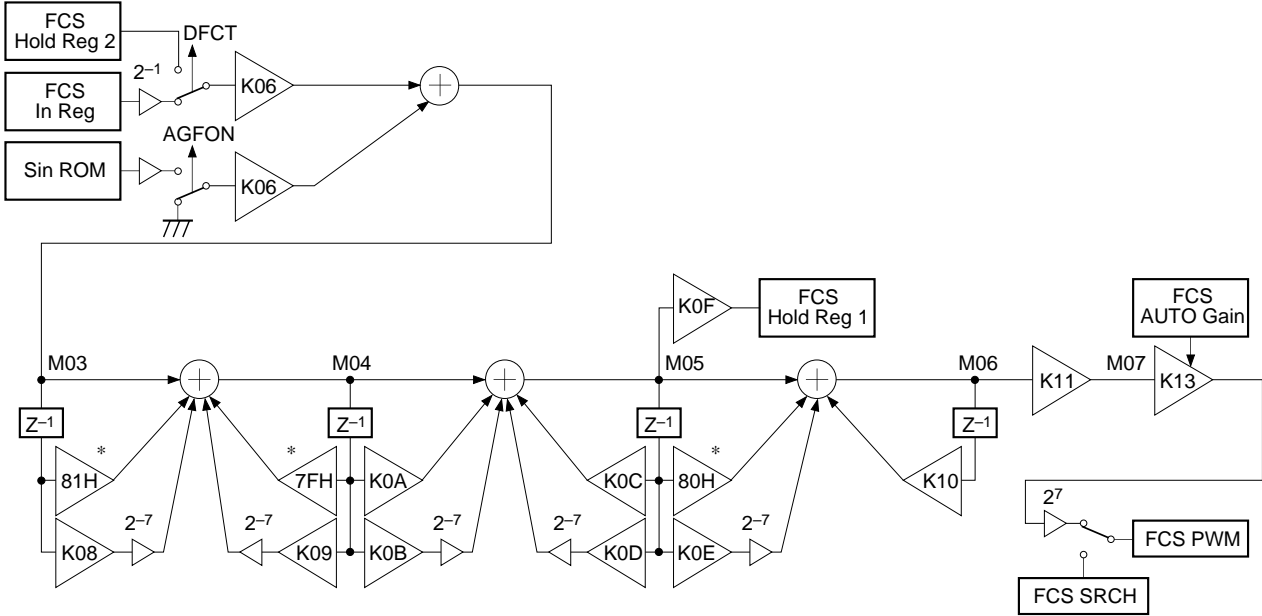 FCS
Hold Reg 2
DFCT
2–1
FCS
In Reg
K06
AGFON
Sin ROM
K06
K0F
FCS
Hold Reg 1
FCS
AUTO Gain
M03
M04
M05
M06
K11
M07
K13
Z–1
Z–1
Z–1
Z–1
*
*
*
81H
7FH
K0A
K0C
80H
K10
2–7
2–7
2–7
2–7
2–7
K08
K09
K0B
K0D
K0E
27
FCS PWM
FCS SRCH